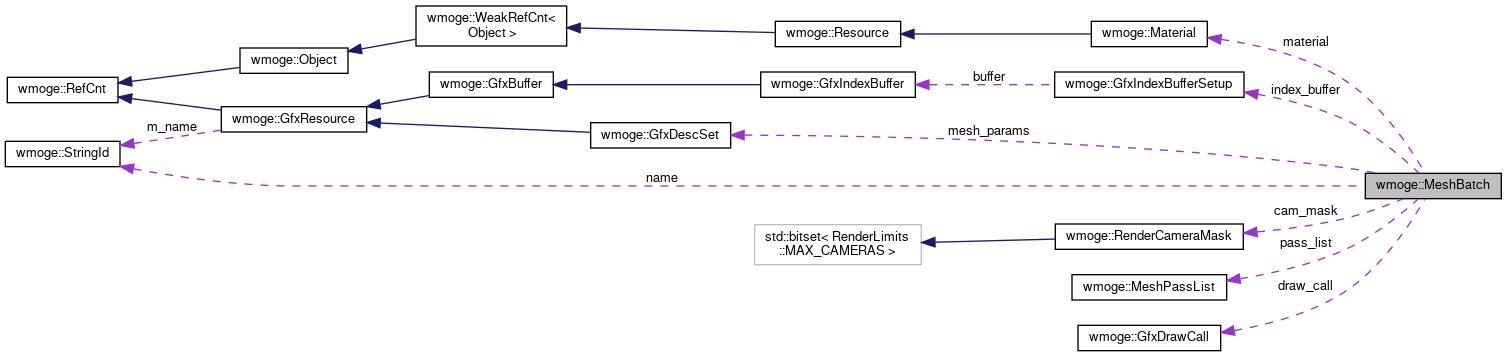 wmoge::WeakRefCnt<
Object >
wmoge::Resource
wmoge::Material
material
wmoge::Object
wmoge::RefCnt
wmoge::GfxBuffer
wmoge::GfxIndexBuffer
buffer
wmoge::GfxIndexBufferSetup
index_buffer
wmoge::GfxResource
m_name
wmoge::GfxDescSet
mesh_params
wmoge::StringId
name
wmoge::MeshBatch
cam_mask
std::bitset< RenderLimits
::MAX_CAMERAS >
wmoge::RenderCameraMask
pass_list
wmoge::MeshPassList
draw_call
wmoge::GfxDrawCall